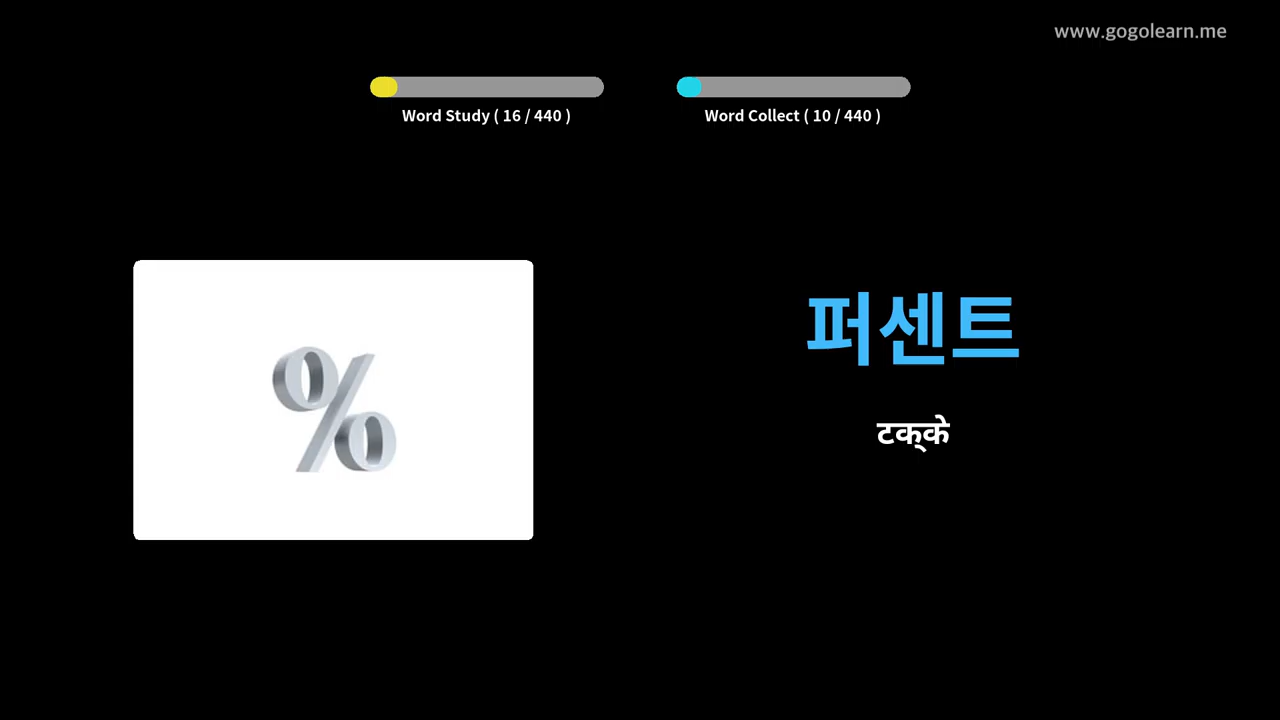 www.gogolearn.me
Word Study ( 16 / 440 )
Word Collect ( 10 / 440 )
%
퍼센트
टक्के